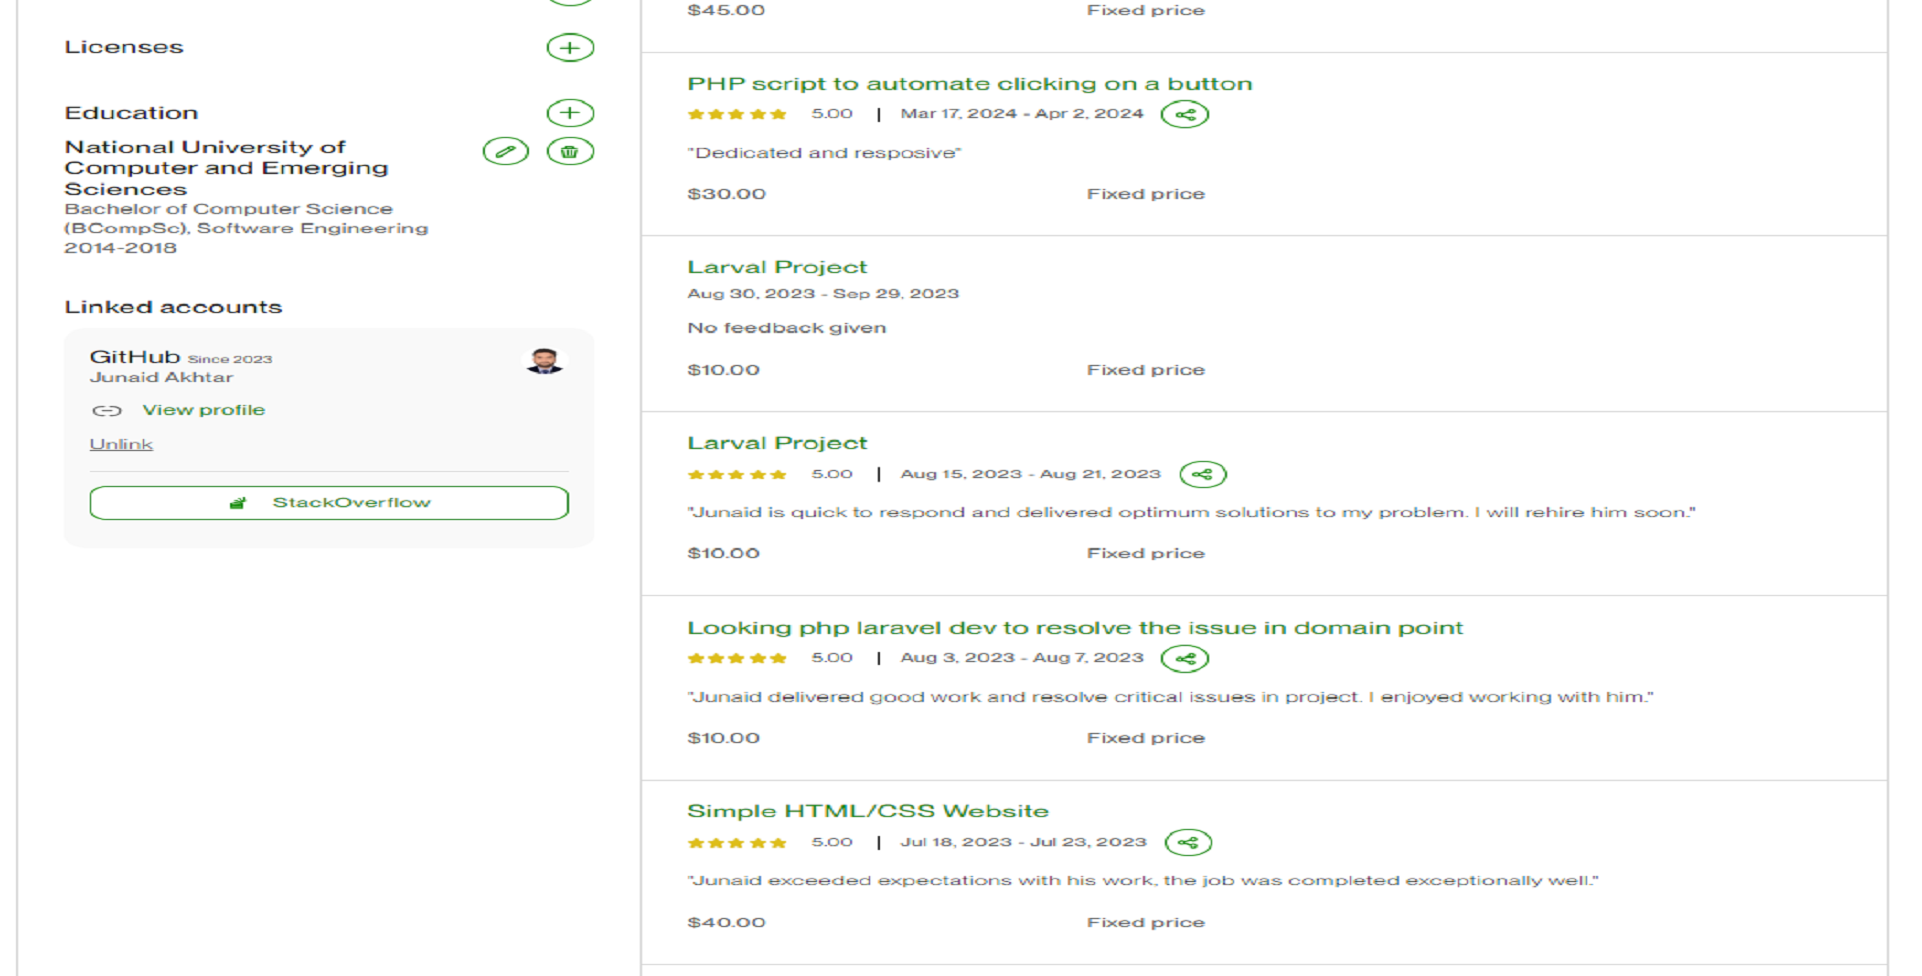 Licenses
Education
National University of
Computer and Emerging
Sciences
Bachelor of Computer Science
(BCompSc), Software Engineering
2014-2018
Linked accounts
GitHub Since 2023
Junaid Akhtar
View profile
Unlink
StackOverflow
$45.00 Fixed price
PHP script to automate clicking on a button
5.00 | Mar 17, 2024 - Apr 2, 2024
"Dedicated and resposive"
$30.00 Fixed price
Larval Project
Aug 30, 2023 - Sep 29, 2023
No feedback given
$10.00 Fixed price
Larval Project
5.00 | Aug 15, 2023 - Aug 21, 2023
"Junaid is quick to respond and delivered optimum solutions to my problem. I will rehire him soon."
$10.00 Fixed price
Looking php laravel dev to resolve the issue in domain point
5.00 | Aug 3, 2023 - Aug 7, 2023
"Junaid delivered good work and resolve critical issues in project. I enjoyed working with him."
$10.00 Fixed price
Simple HTML/CSS Website
5.00 | Jul 18, 2023 - Jul 23, 2023
"Junaid exceeded expectations with his work, the job was completed exceptionally well."
$40.00 Fixed price